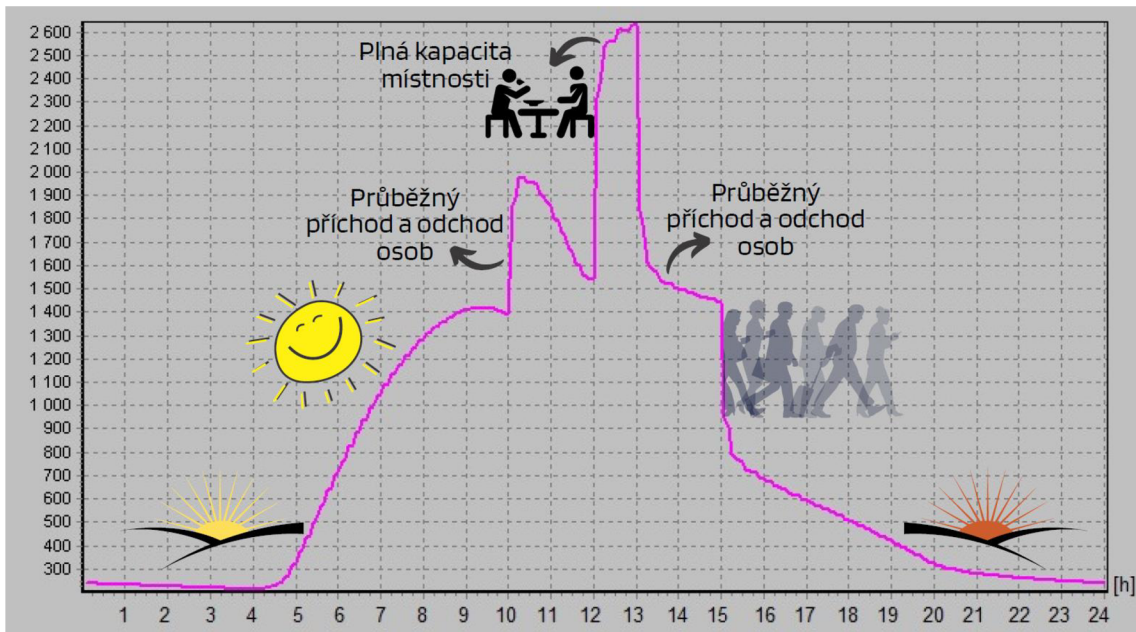 2 600
2 500
2 400
2 300
2 200
2 100
2 000
1 900
1 800
1 700
1 600
1 500
1 400
1 300
1 200
1 100
1 000
900
800
700
600
500
400
300
Plná kapacita
místnosti
Průběžný
příchod a odchod
osob
Průběžný
příchod a odchod
osob
[h]
1 2 3 4 5 6 7 8 9 10 11 12 13 14 15 16 17 18 19 20 21 22 23 24